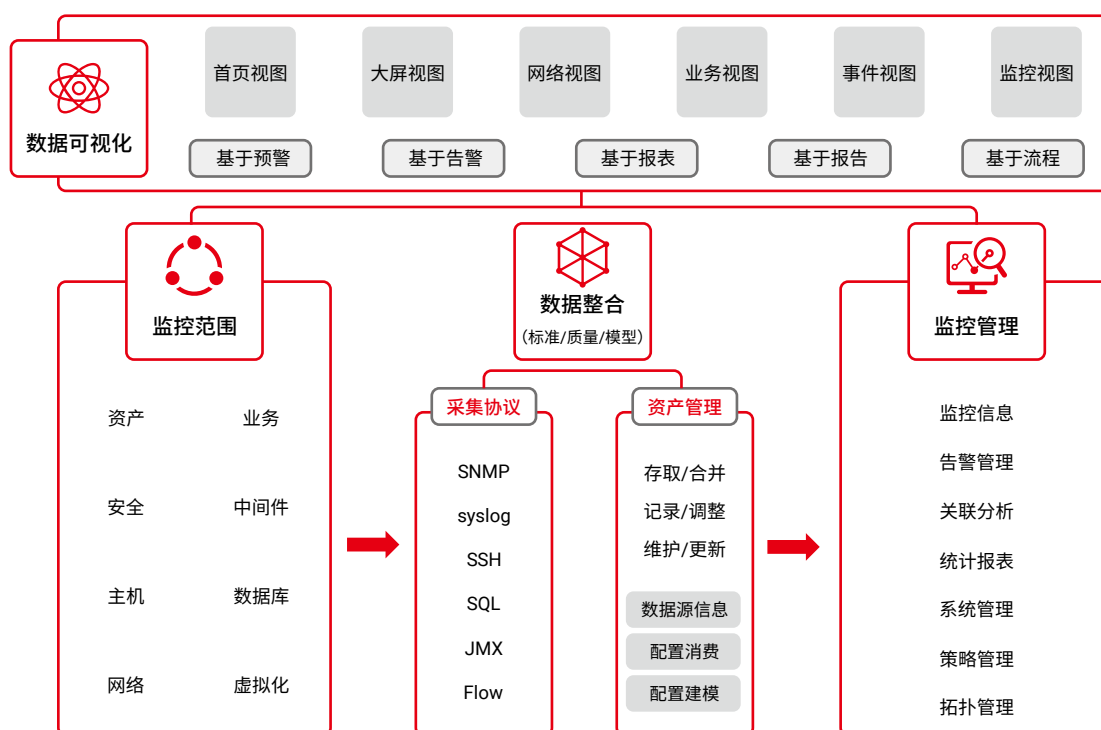 数据可视化
首页视图
大屏视图
网络视图
业务视图
事件视图
监控视图
基于预警
基于告警
基于报表
基于报告
基于流程
监控范围
资产
业务
安全
中间件
主机
数据库
网络
虚拟化
数据整合
（标准/质量/模型）
采集协议
SNMP
syslog
SSH
SQL
JMX
Flow
资产管理
存取/合并
记录/调整
维护/更新
数据源信息
配置消费
配置建模
监控管理
监控信息
告警管理
关联分析
统计报表
系统管理
策略管理
拓扑管理